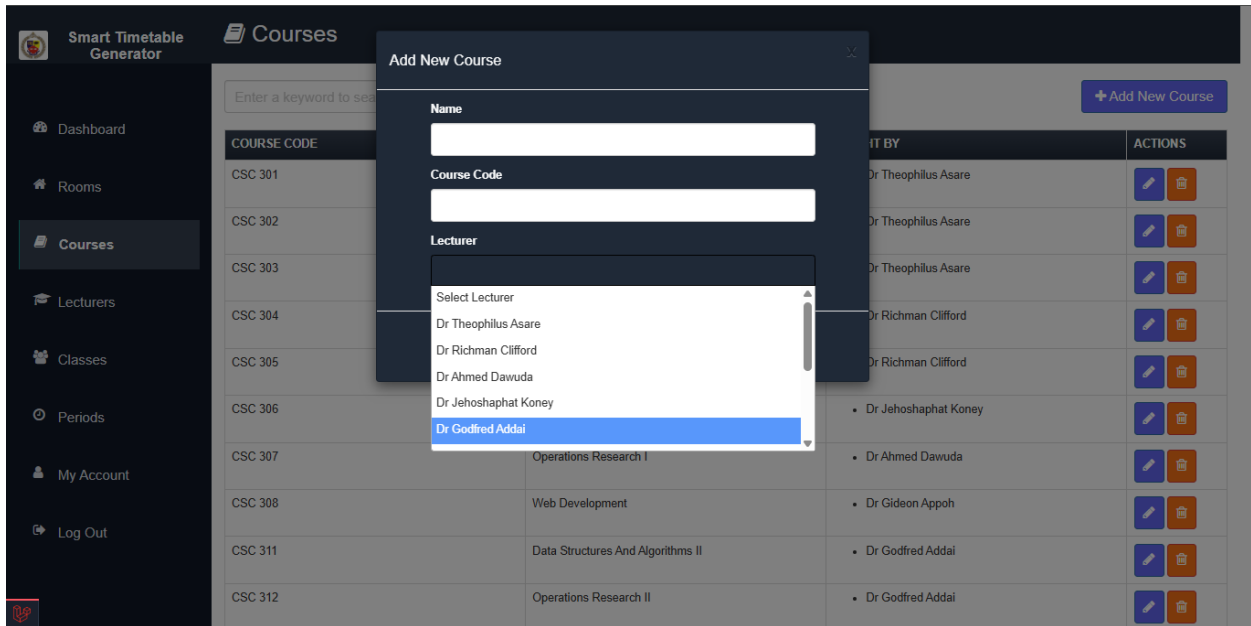 Smart Timetable
Generator
Courses
Dashboard
Rooms
Courses
Lecturers
Classes
Periods
My Account
Log Out
Enter a keyword to sea
Add New Course
COURSE CODE
HT BY
ACTIONS
CSC 301
Dr Theophilus Asare
CSC 302
Dr Theophilus Asare
CSC 303
Dr Theophilus Asare
CSC 304
Dr Richman Clifford
CSC 305
Dr Richman Clifford
CSC 306
Dr Jehoshaphat Koney
CSC 307
Operations Research I
Dr Ahmed Dawuda
CSC 308
Web Development
Dr Gideon Appoh
CSC 311
Data Structures And Algorithms II
Dr Godfred Addai
CSC 312
Operations Research II
Dr Godfred Addai
Add New Course
x
Name
Course Code
Lecturer
Select Lecturer
Dr Theophilus Asare
Dr Richman Clifford
Dr Ahmed Dawuda
Dr Jehoshaphat Koney
Dr Godfred Addai